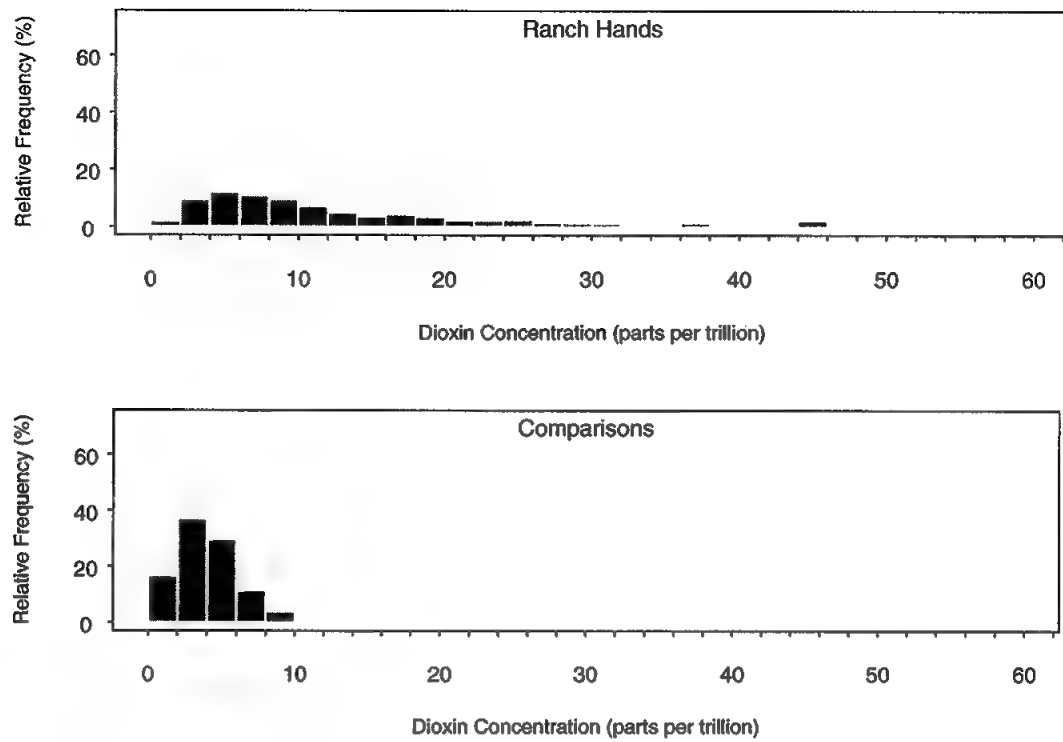 Ranch Hands
Relative Frequency (%)
60
40
20
0
0 10 20 30 40 50 60
Dioxin Concentration (parts per trillion)
Comparisons
Relative Frequency (%)
60
40
20
0
0 10 20 30 40 50 60
Dioxin Concentration (parts per trillion)